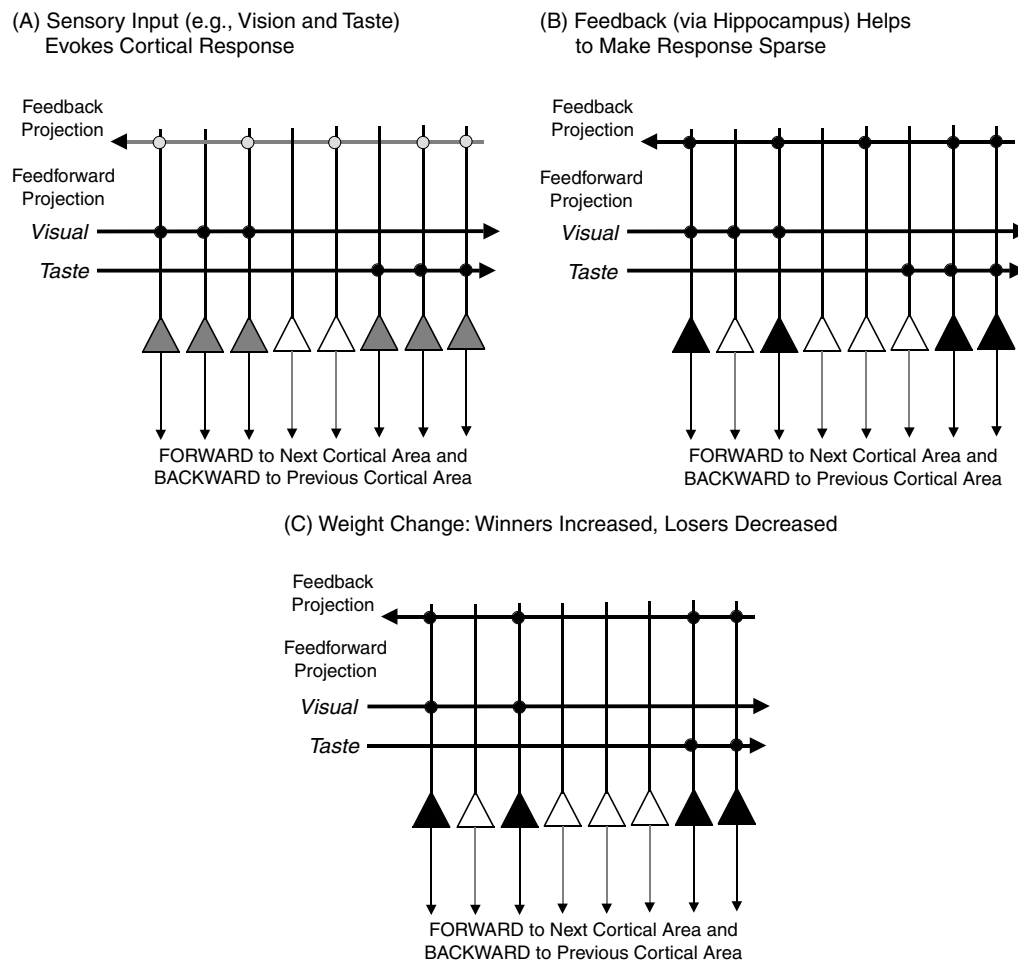 (A) Sensory Input (e.g., Vision and Taste)
Evokes Cortical Response
Feedback
Projection
Feedforward
Projection
Visual
Taste
FORWARD to Next Cortical Area and
BACKWARD to Previous Cortical Area
(B) Feedback (via Hippocampus) Helps
to Make Response Sparse
Feedback
Projection
Feedforward
Projection
Visual
Taste
FORWARD to Next Cortical Area and
BACKWARD to Previous Cortical Area
(C) Weight Change: Winners Increased, Losers Decreased
Feedback
Projection
Feedforward
Projection
Visual
Taste
FORWARD to Next Cortical Area and
BACKWARD to Previous Cortical Area